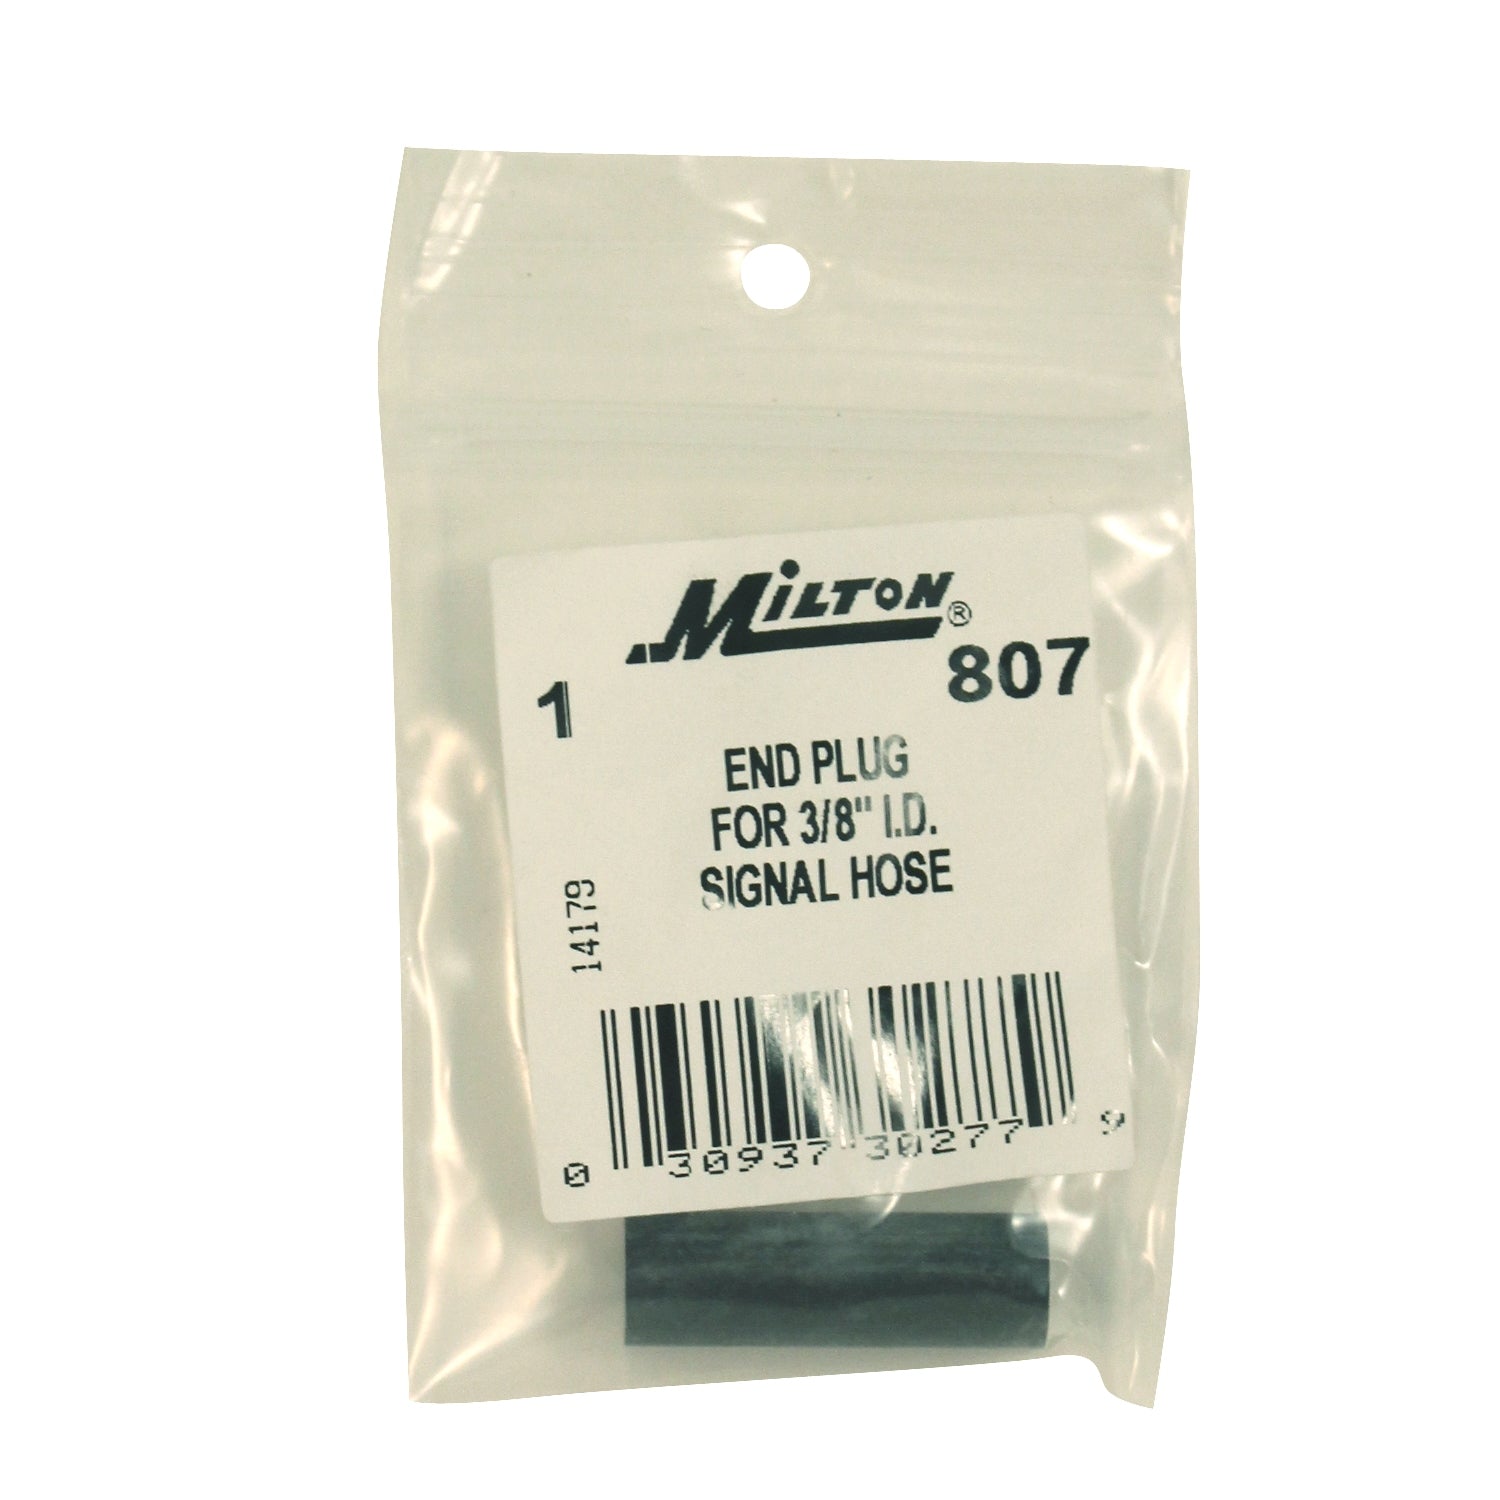 MILTON®
1 807
END PLUG
FOR 3/8" I.D.
SIGNAL HOSE
14179
0 30937 30277 9